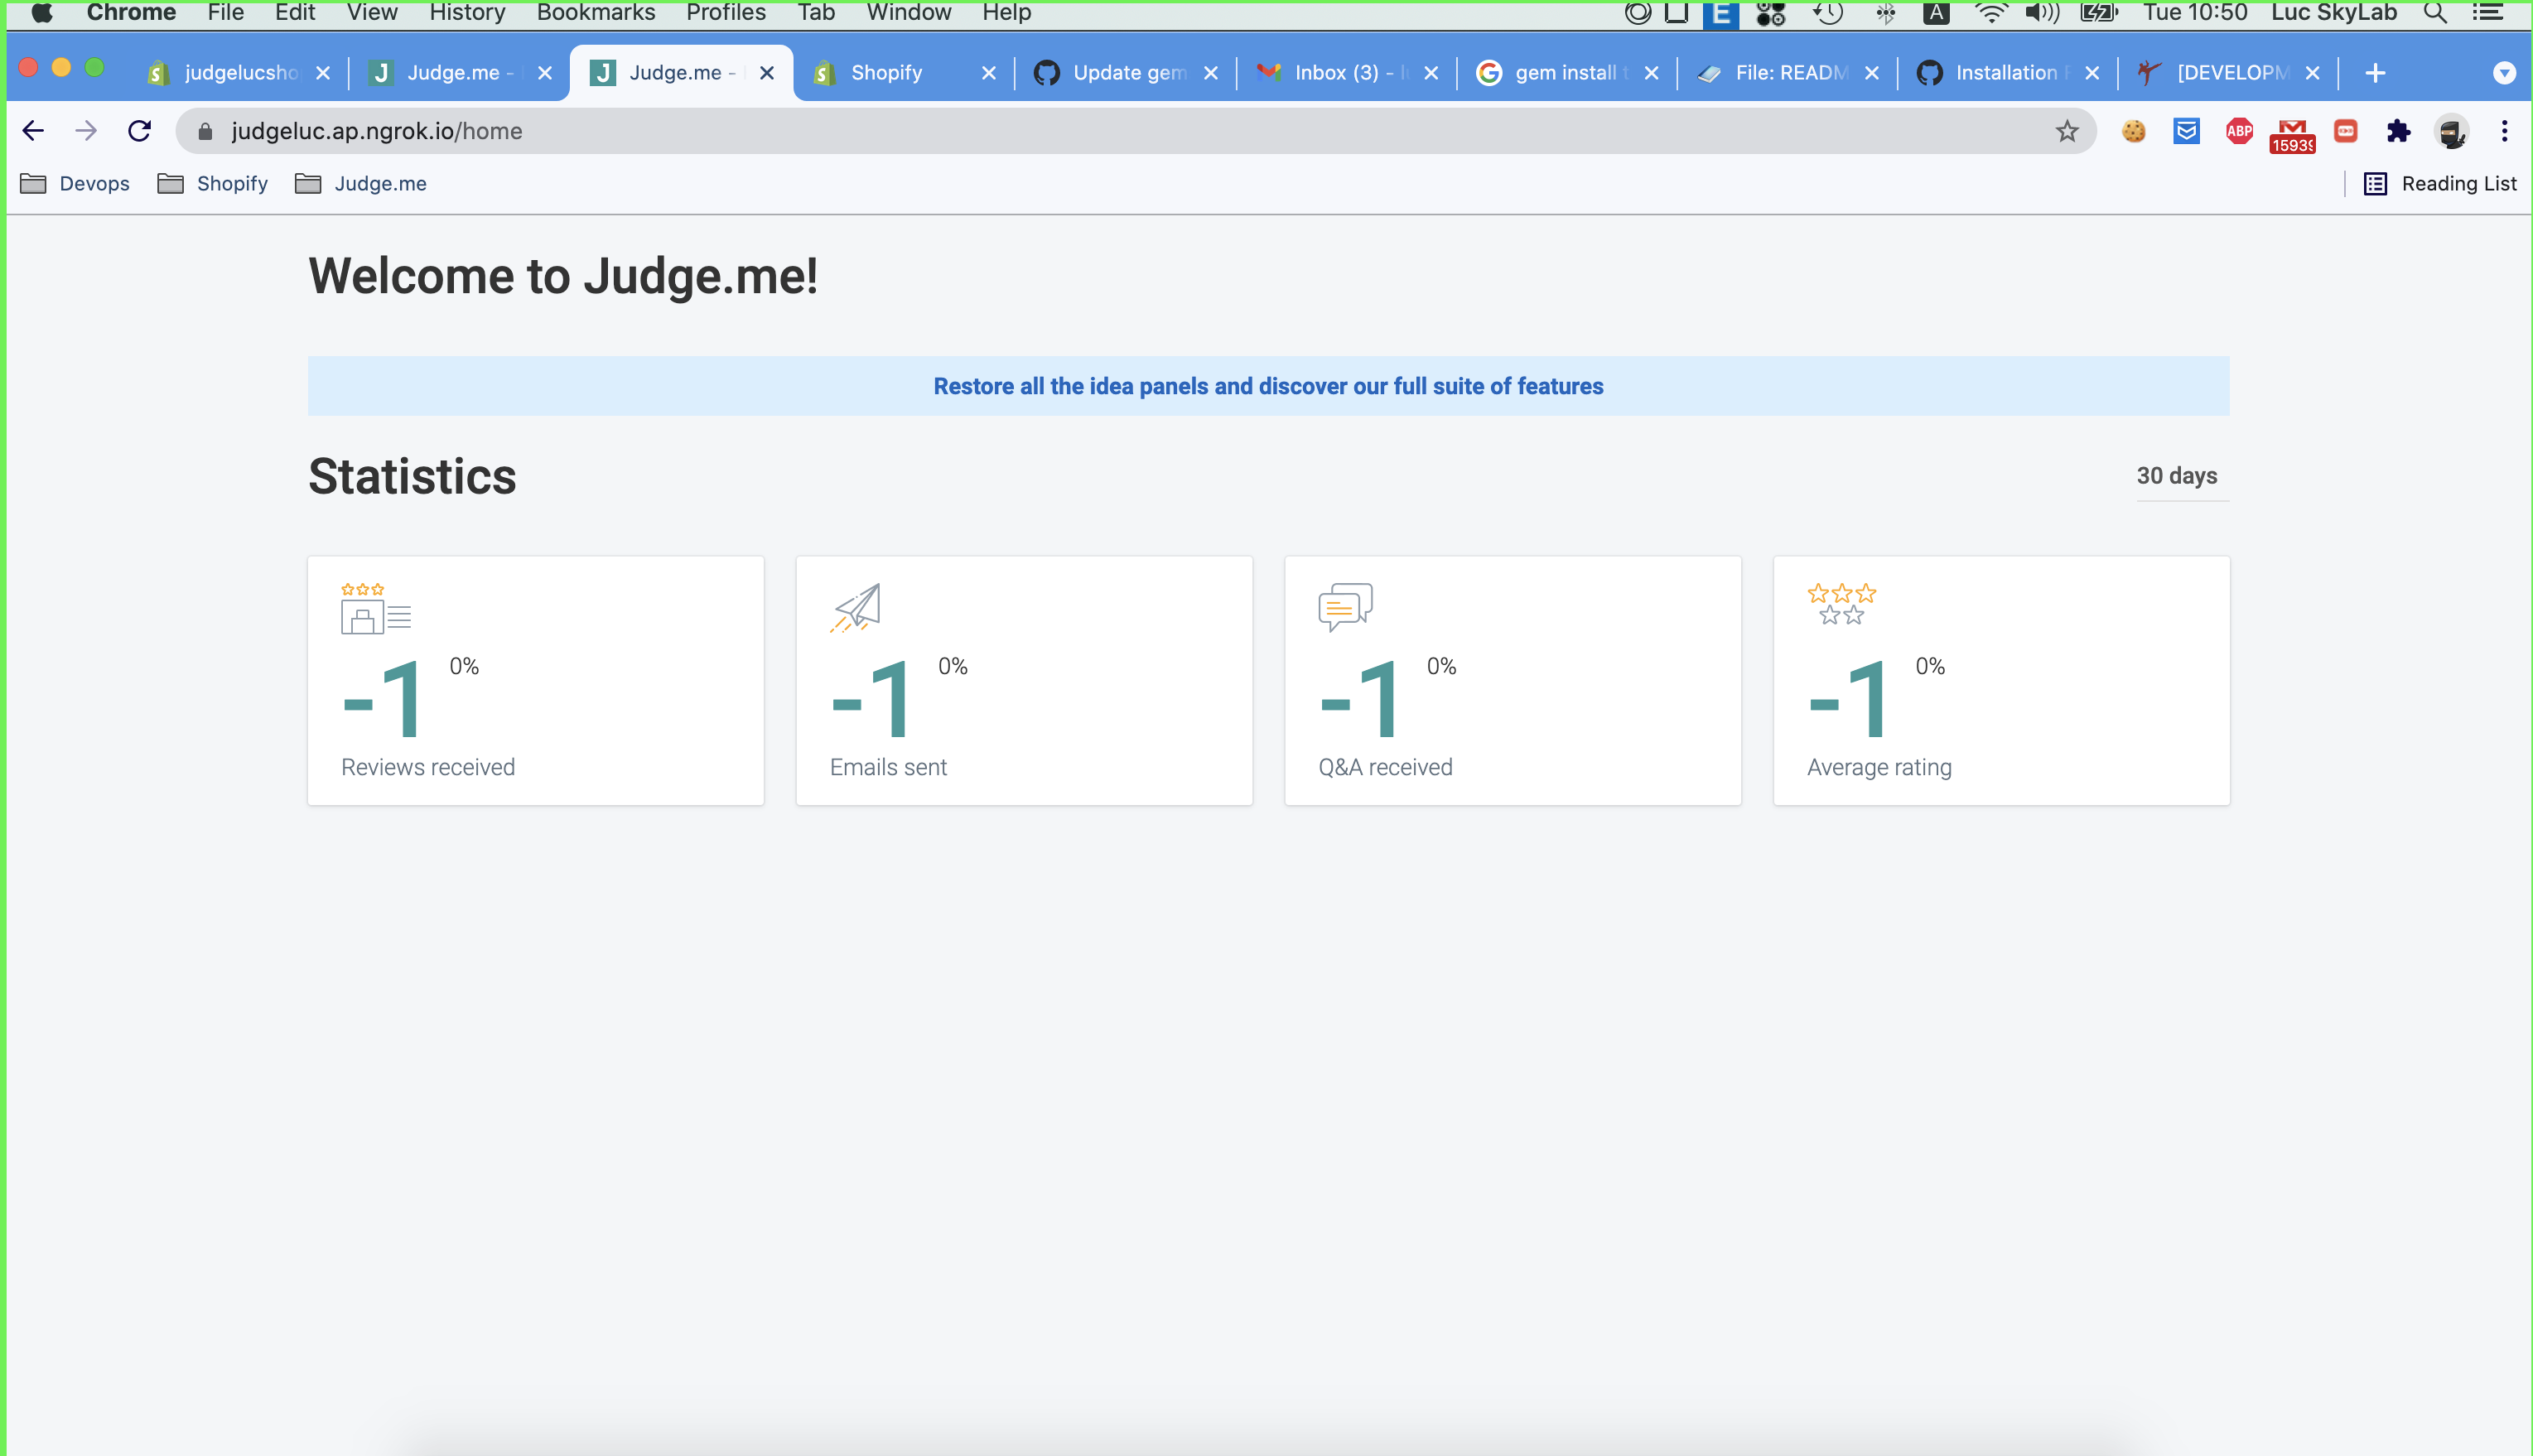 Chrome File Edit View History Bookmarks Profiles Tab Window Help E A Tue 10:50 Luc SkyLab
judgelucsho J Judge.me - J Judge.me - Shopify Update gem Inbox (3) - gem install File: READM Installation [DEVELOPM
judgeluc.ap.ngrok.io/home ABP 15939
Devops Shopify Judge.me Reading List
Welcome to Judge.me!
Restore all the idea panels and discover our full suite of features
Statistics 30 days
-1 0% -1 0% -1 0% -1 0%
Reviews received Emails sent Q&A received Average rating